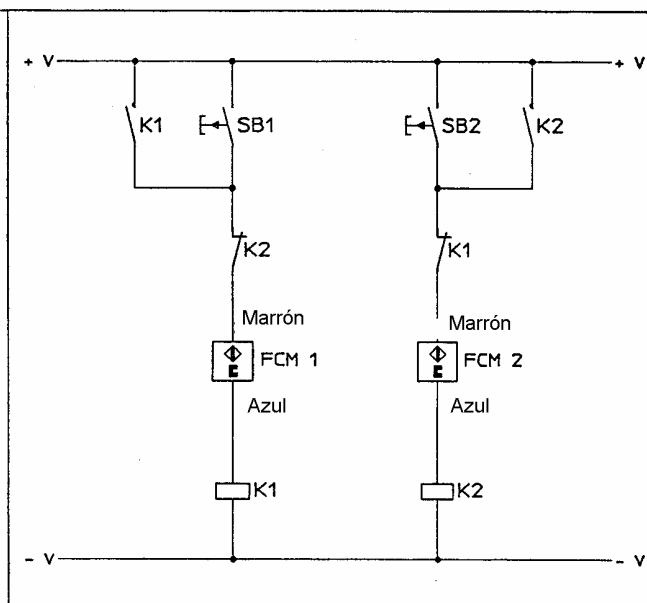 + V + V
K1 SB1 SB2 K2
K2 K1
Marrón Marrón
FCM 1 FCM 2
Azul Azul
K1 K2
- V - V